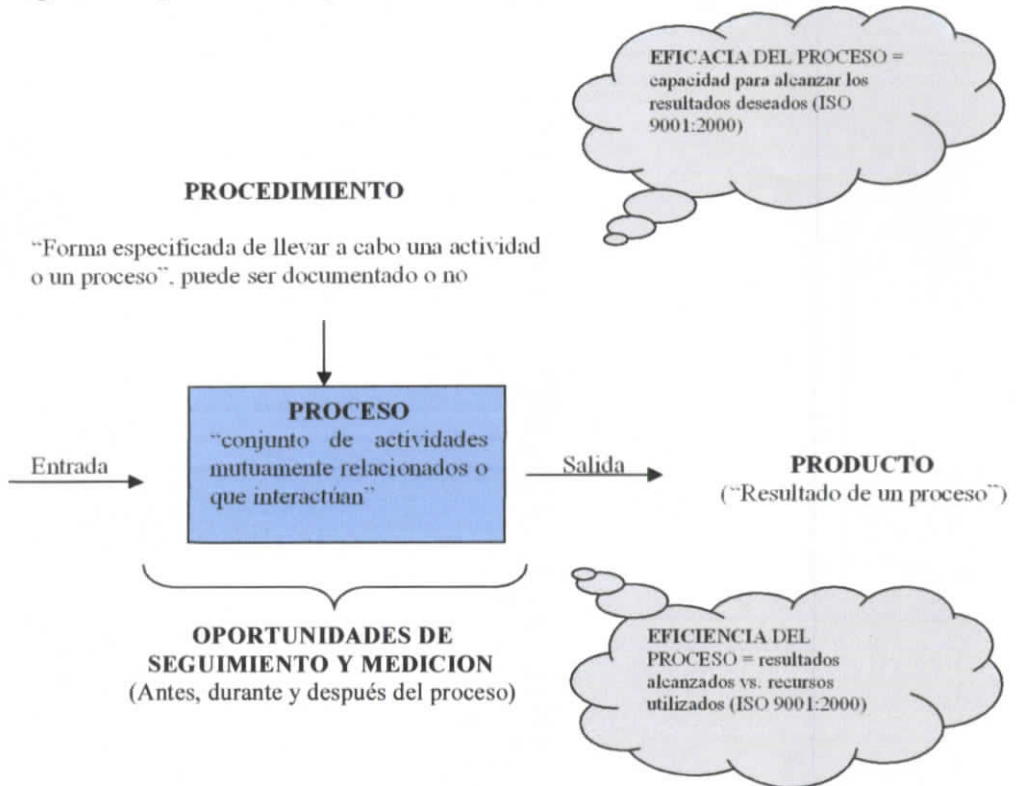 EFICACIA DEL PROCESO =
capacidad para alcanzar los
resultados deseados (ISO
9001:2000)
PROCEDIMIENTO
“Forma especificada de llevar a cabo una actividad
o un proceso”, puede ser documentado o no
PROCESO
“conjunto de actividades
mutuamente relacionados o
que interactúan”
Entrada
Salida
PRODUCTO
(“Resultado de un proceso”)
OPORTUNIDADES DE
SEGUIMIENTO Y MEDICION
(Antes, durante y después del proceso)
EFICIENCIA DEL
PROCESO = resultados
alcanzados vs. recursos
utilizados (ISO 9001:2000)